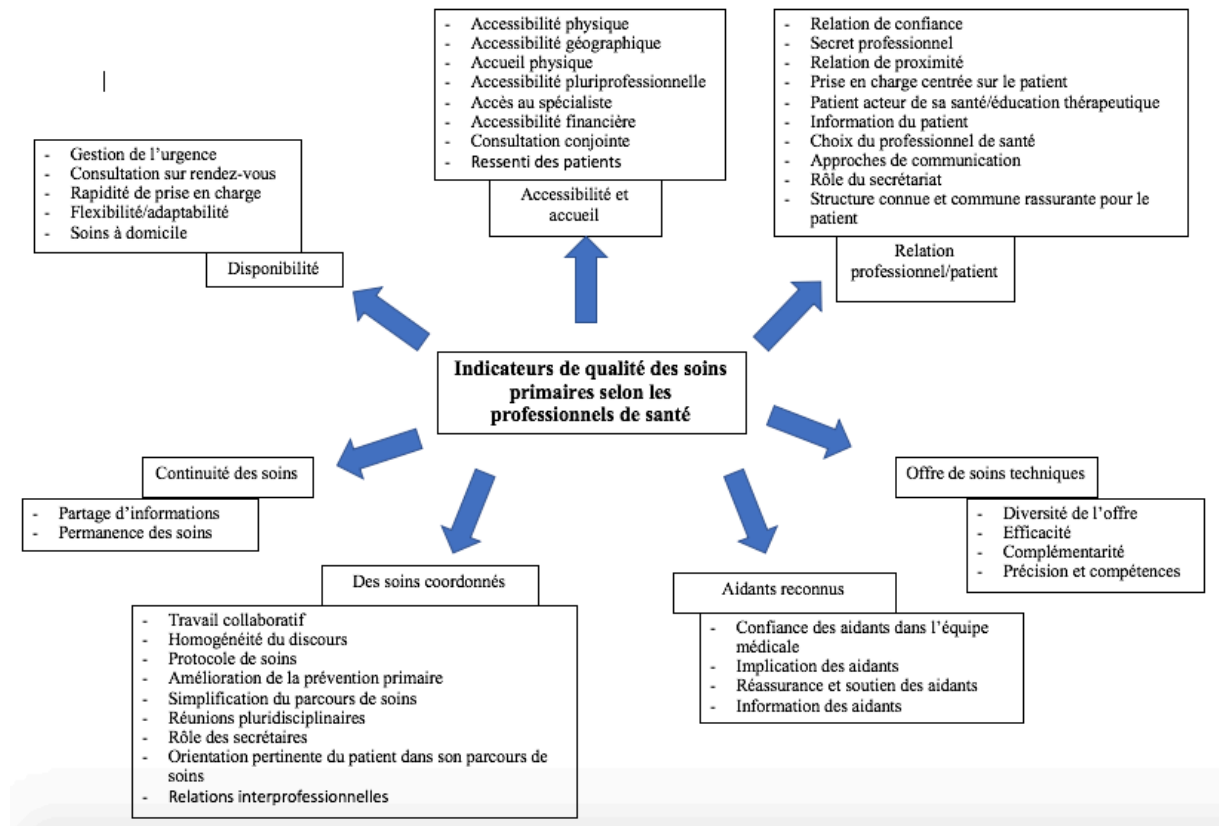 - Accessibilité physique
- Accessibilité géographique
- Accueil physique
- Accessibilité pluriprofessionnelle
- Accès au spécialiste
- Accessibilité financière
- Consultation conjointe
- Ressenti des patients
Accessibilité et
accueil
- Relation de confiance
- Secret professionnel
- Relation de proximité
- Prise en charge centrée sur le patient
- Patient acteur de sa santé/éducation thérapeutique
- Information du patient
- Choix du professionnel de santé
- Approches de communication
- Rôle du secrétariat
- Structure connue et commune rassurante pour le
patient
Relation
professionnel/patient
- Gestion de l’urgence
- Consultation sur rendez-vous
- Rapidité de prise en charge
- Flexibilité/adaptabilité
- Soins à domicile
Disponibilité
Indicateurs de qualité des soins
primaires selon les
professionnels de santé
Continuité des soins
- Partage d’informations
- Permanence des soins
Offre de soins techniques
- Diversité de l’offre
- Efficacité
- Complémentarité
- Précision et compétences
Des soins coordonnés
- Travail collaboratif
- Homogénéité du discours
- Protocole de soins
- Amélioration de la prévention primaire
- Simplification du parcours de soins
- Réunions pluridisciplinaires
- Rôle des secrétaires
- Orientation pertinente du patient dans son parcours de
soins
- Relations interprofessionnelles
Aidants reconnus
- Confiance des aidants dans l’équipe
médicale
- Implication des aidants
- Réassurance et soutien des aidants
- Information des aidants